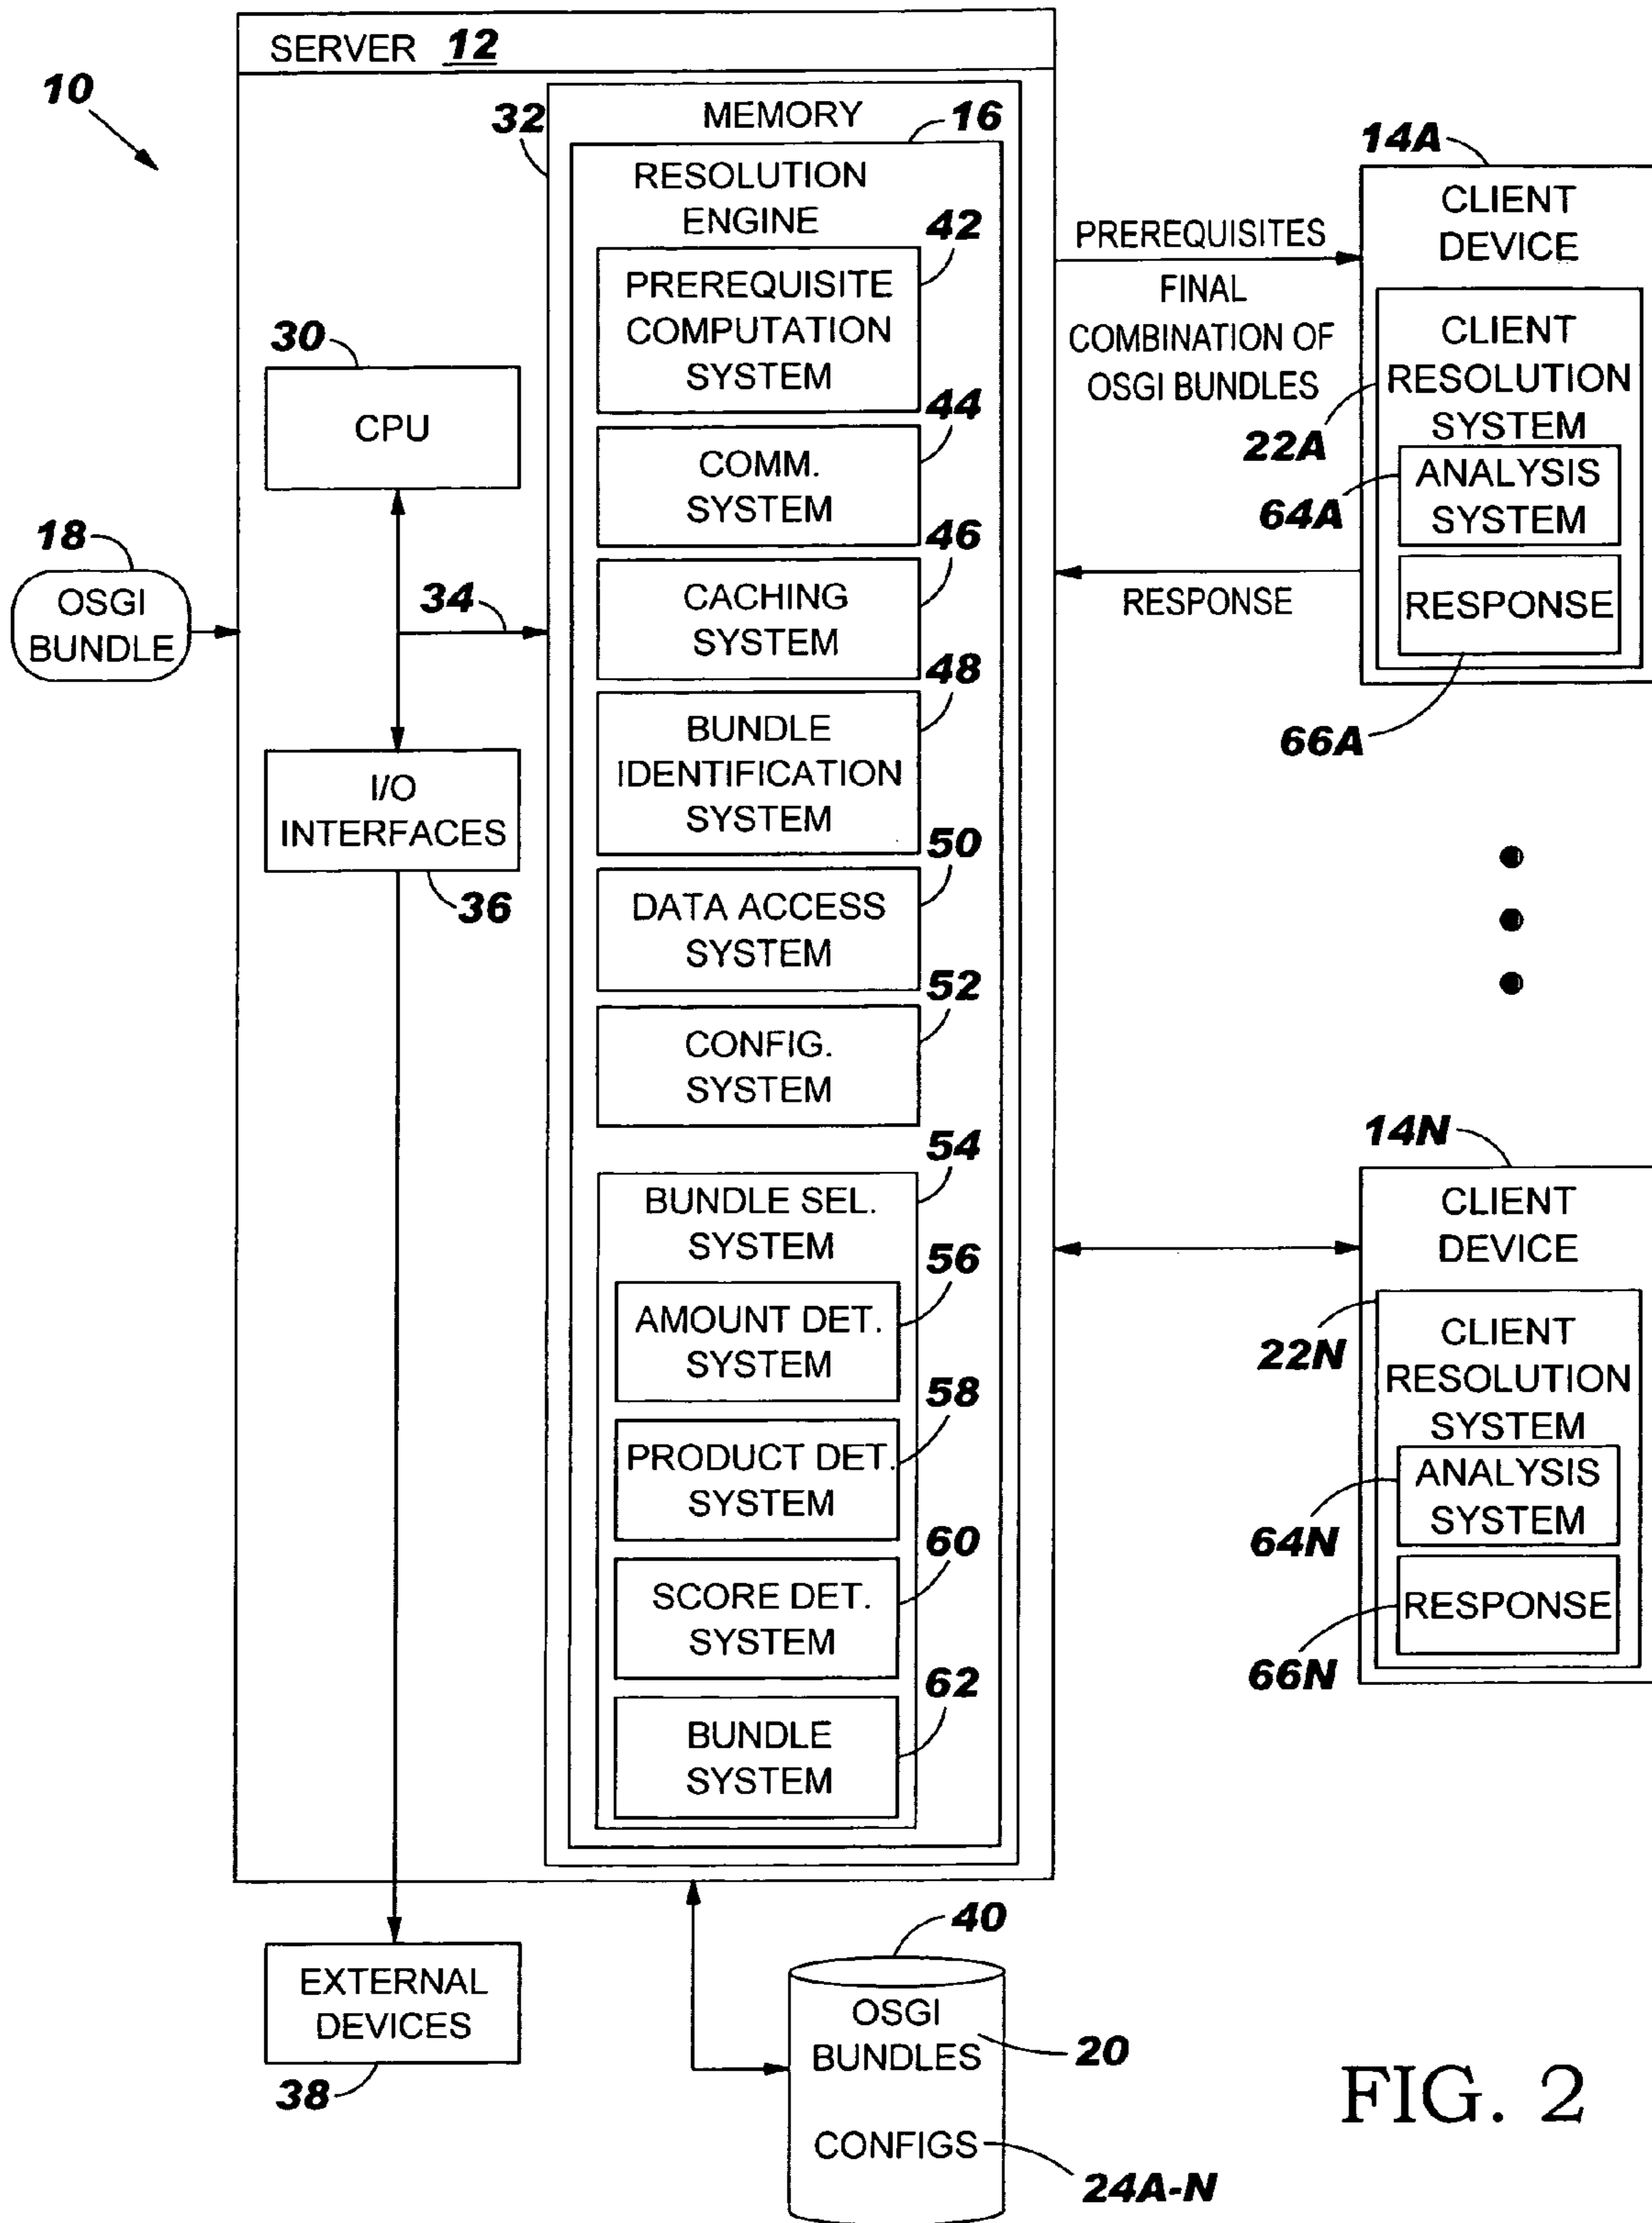 SERVER 12
10
32
MEMORY
16
RESOLUTION
ENGINE
42
PREREQUISITE
COMPUTATION
SYSTEM
44
COMM.
SYSTEM
46
CACHING
SYSTEM
48
BUNDLE
IDENTIFICATION
SYSTEM
50
DATA ACCESS
SYSTEM
52
CONFIG.
SYSTEM
54
BUNDLE SEL.
SYSTEM
56
AMOUNT DET.
SYSTEM
58
PRODUCT DET.
SYSTEM
60
SCORE DET.
SYSTEM
62
BUNDLE
SYSTEM
30
CPU
18
OSGI
BUNDLE
34
I/O
INTERFACES
36
EXTERNAL
DEVICES
38
40
OSGI
BUNDLES
20
CONFIGS
24A-N
PREREQUISITES
FINAL
COMBINATION OF
OSGI BUNDLES
RESPONSE
14A
CLIENT
DEVICE
CLIENT
RESOLUTION
SYSTEM
22A
ANALYSIS
SYSTEM
64A
RESPONSE
66A
14N
CLIENT
DEVICE
22N
CLIENT
RESOLUTION
SYSTEM
ANALYSIS
SYSTEM
64N
RESPONSE
66N
FIG. 2